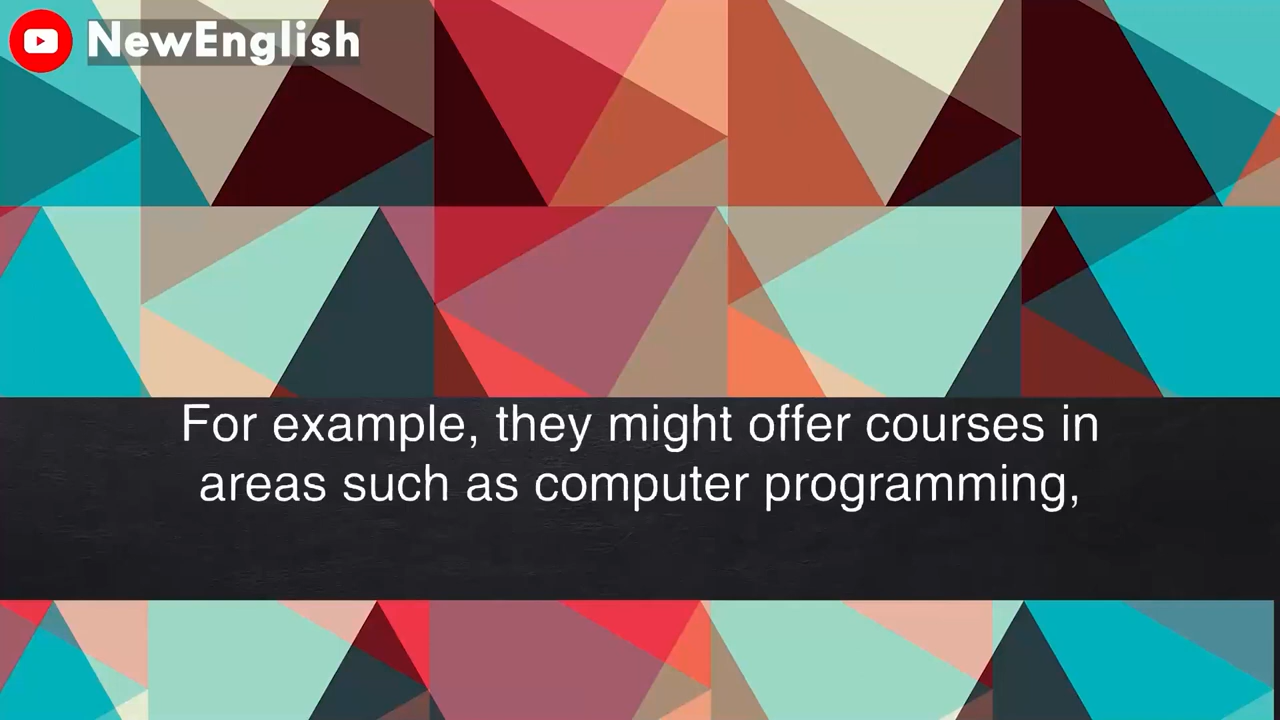 NewEnglish
For example, they might offer courses in
areas such as computer programming,